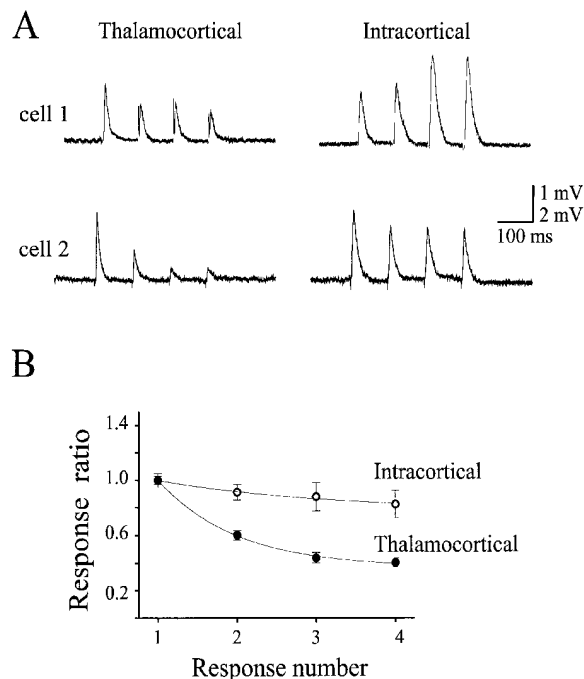 A
Thalamocortical Intracortical
cell 1
1 mV
2 mV
100 ms
cell 2
B
1.4
1.0
0.6
0.2
Response ratio
Intracortical
Thalamocortical
1 2 3 4
Response number